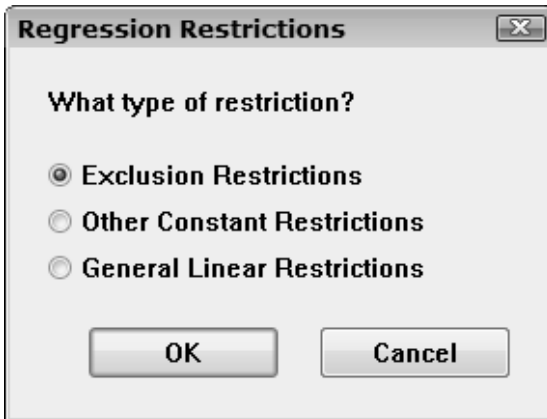 Regression Restrictions
What type of restriction?
Exclusion Restrictions
Other Constant Restrictions
General Linear Restrictions
OK Cancel